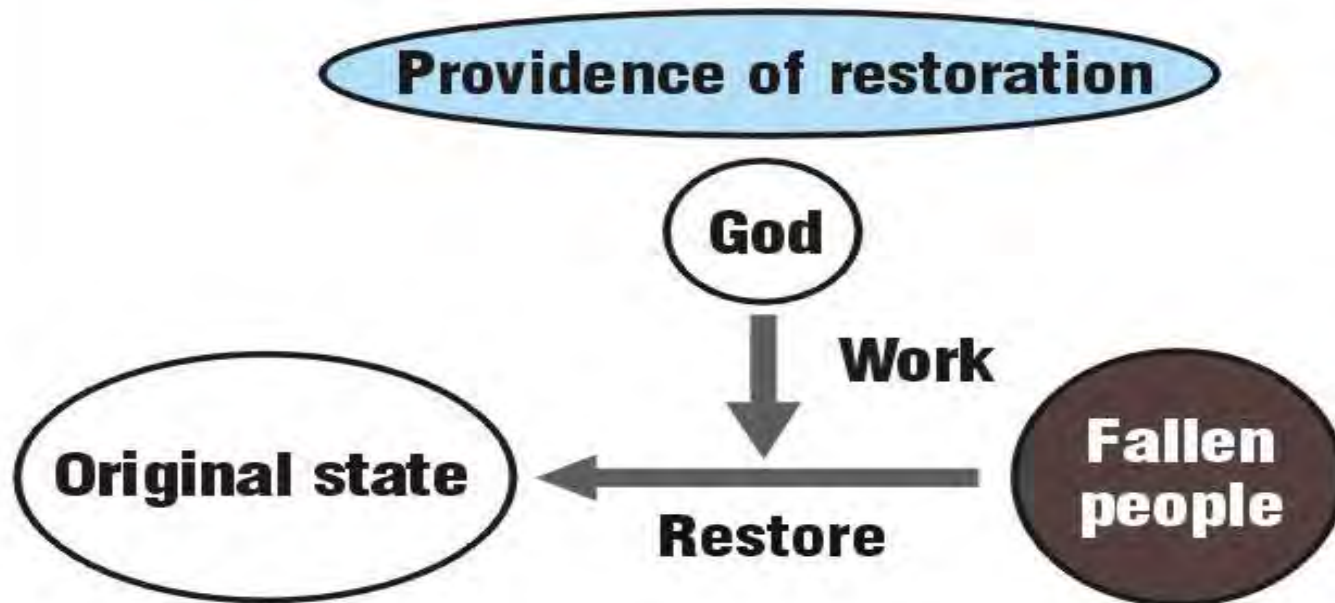 Providence of restoration
God
Work
Original state
Fallen
people
Restore